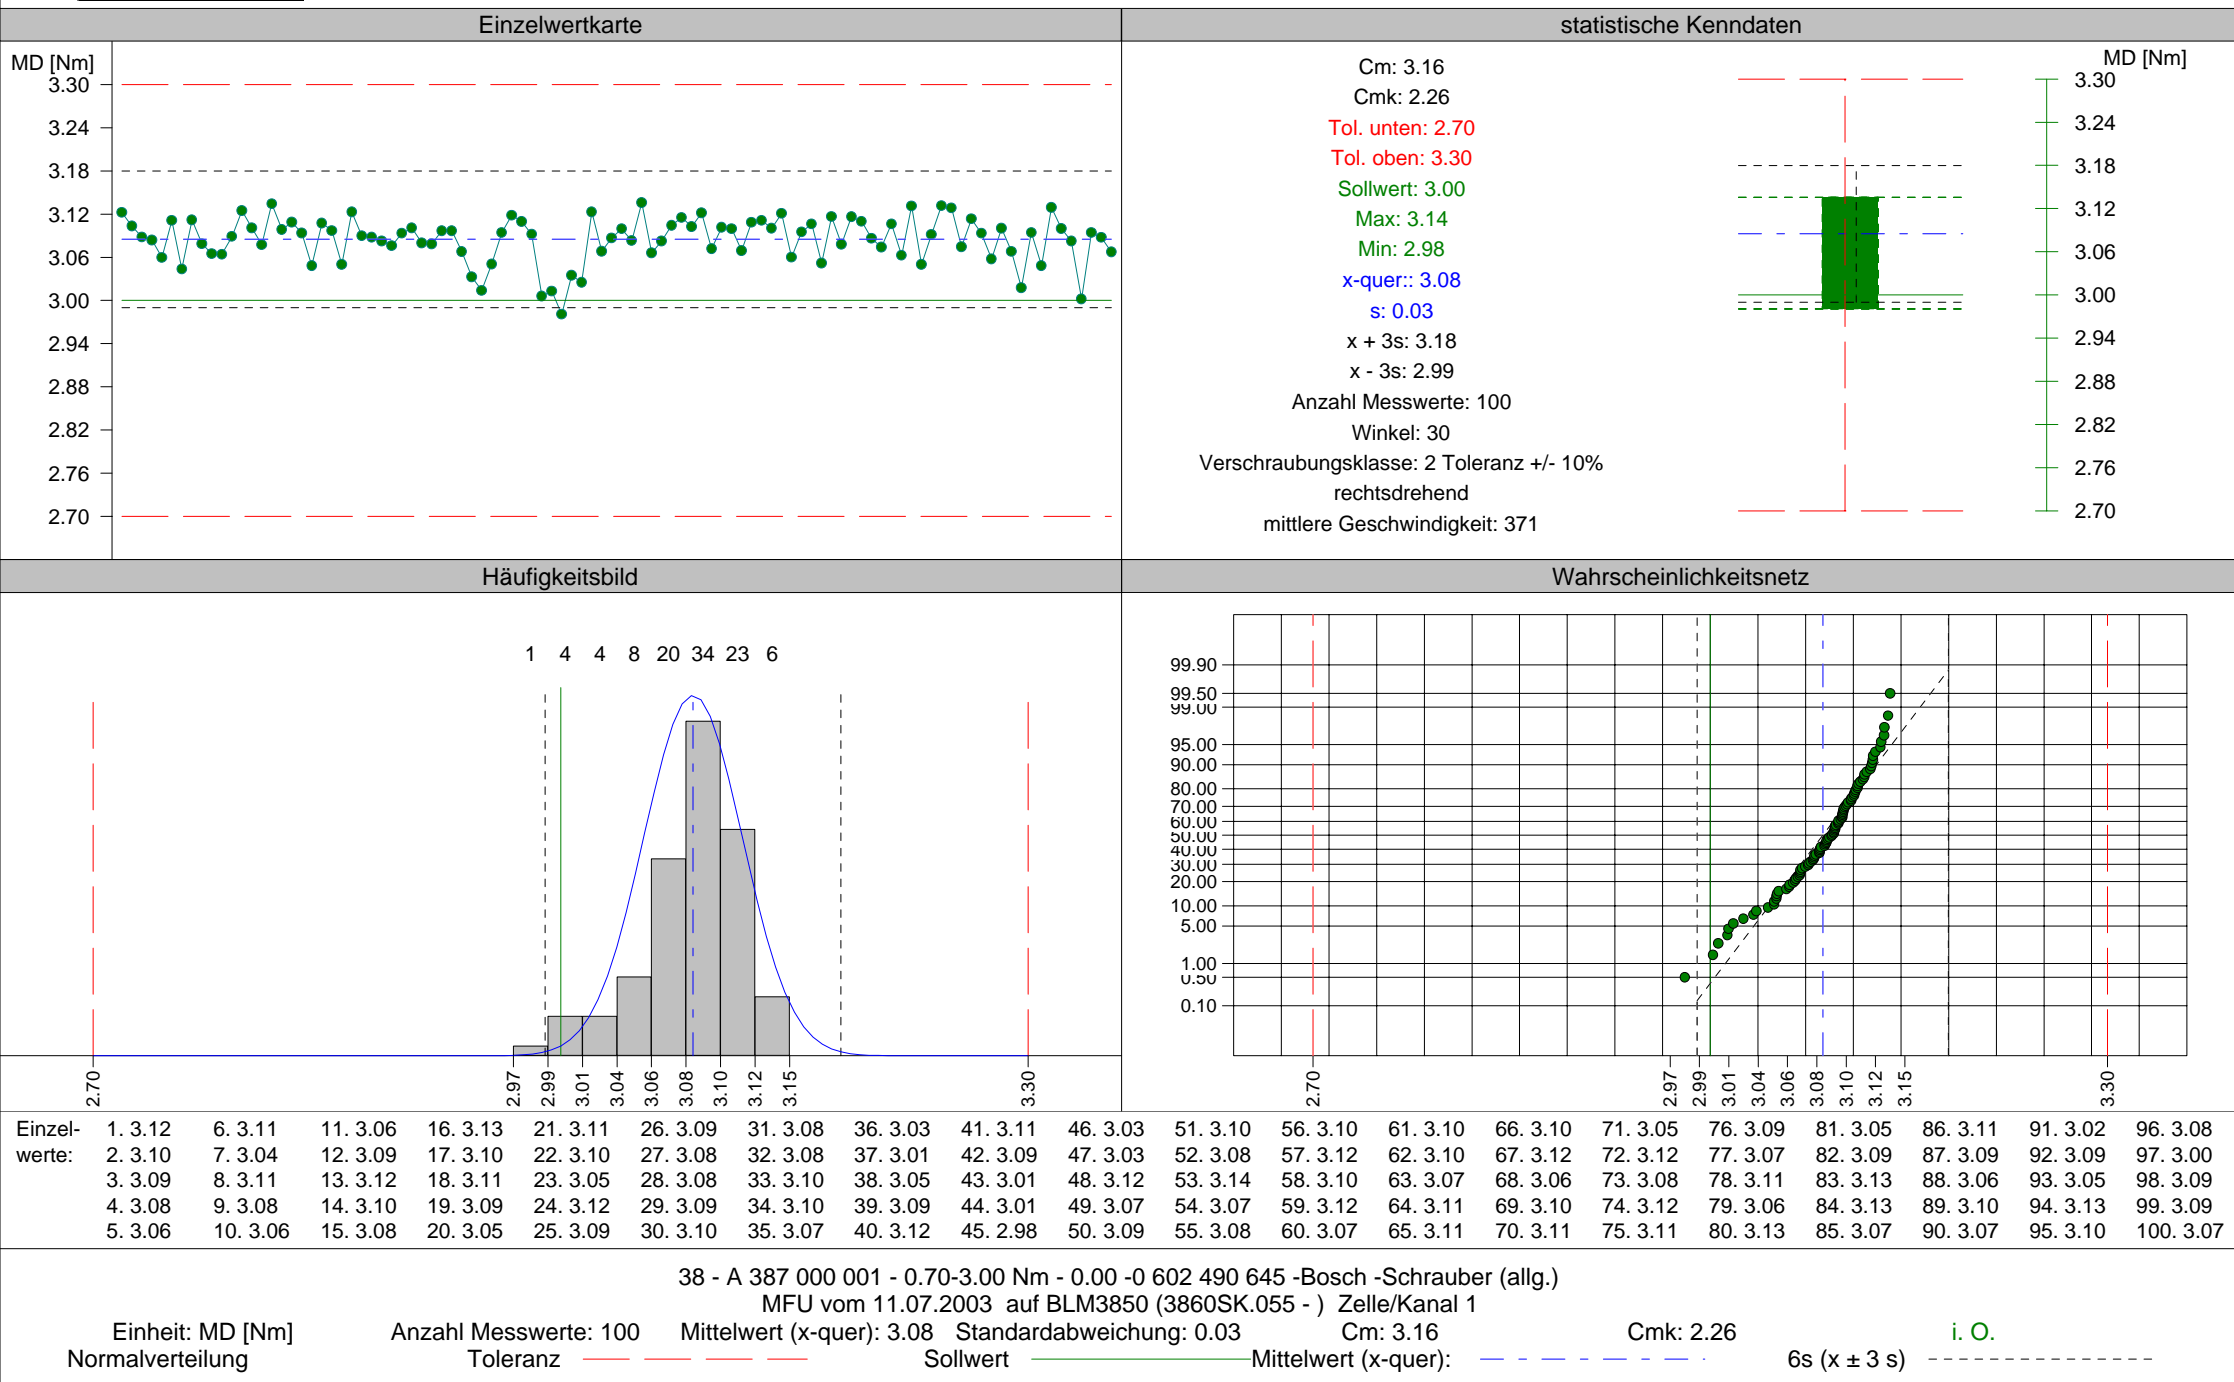 Einzelwertkarte
MD [Nm]
3.30
3.24
3.18
3.12
3.06
3.00
2.94
2.88
2.82
2.76
2.70
statistische Kenndaten
Cm: 3.16
Cmk: 2.26
Tol. unten: 2.70
Tol. oben: 3.30
Sollwert: 3.00
Max: 3.14
Min: 2.98
x-quer:: 3.08
s: 0.03
x + 3s: 3.18
x - 3s: 2.99
Anzahl Messwerte: 100
Winkel: 30
Verschraubungsklasse: 2 Toleranz +/- 10%
rechtsdrehend
mittlere Geschwindigkeit: 371
MD [Nm]
3.30
3.24
3.18
3.12
3.06
3.00
2.94
2.88
2.82
2.76
2.70
Häufigkeitsbild
1 4 4 8 20 34 23 6
2.70 2.97 2.99 3.01 3.04 3.06 3.08 3.10 3.12 3.15 3.30
Wahrscheinlichkeitsnetz
99.90
99.50
99.00
95.00
90.00
80.00
70.00
60.00
50.00
40.00
30.00
20.00
10.00
5.00
1.00
0.50
0.10
2.70 2.97 2.99 3.01 3.04 3.06 3.08 3.10 3.12 3.15 3.30
Einzel- 1. 3.12 6. 3.11 11. 3.06 16. 3.13 21. 3.11 26. 3.09 31. 3.08 36. 3.03 41. 3.11 46. 3.03 51. 3.10 56. 3.10 61. 3.10 66. 3.10 71. 3.05 76. 3.09 81. 3.05 86. 3.11 91. 3.02 96. 3.08
werte: 2. 3.10 7. 3.04 12. 3.09 17. 3.10 22. 3.10 27. 3.08 32. 3.08 37. 3.01 42. 3.09 47. 3.03 52. 3.08 57. 3.12 62. 3.10 67. 3.12 72. 3.12 77. 3.07 82. 3.09 87. 3.09 92. 3.09 97. 3.00
3. 3.09 8. 3.11 13. 3.12 18. 3.11 23. 3.05 28. 3.08 33. 3.10 38. 3.05 43. 3.01 48. 3.12 53. 3.14 58. 3.10 63. 3.07 68. 3.06 73. 3.08 78. 3.11 83. 3.13 88. 3.06 93. 3.05 98. 3.09
4. 3.08 9. 3.08 14. 3.10 19. 3.09 24. 3.12 29. 3.09 34. 3.10 39. 3.09 44. 3.01 49. 3.07 54. 3.07 59. 3.12 64. 3.11 69. 3.10 74. 3.12 79. 3.06 84. 3.13 89. 3.10 94. 3.13 99. 3.09
5. 3.06 10. 3.06 15. 3.08 20. 3.05 25. 3.09 30. 3.10 35. 3.07 40. 3.12 45. 2.98 50. 3.09 55. 3.08 60. 3.07 65. 3.11 70. 3.11 75. 3.11 80. 3.13 85. 3.07 90. 3.07 95. 3.10 100. 3.07
38 - A 387 000 001 - 0.70-3.00 Nm - 0.00 -0 602 490 645 -Bosch -Schrauber (allg.)
MFU vom 11.07.2003 auf BLM3850 (3860SK.055 - ) Zelle/Kanal 1
Einheit: MD [Nm] Anzahl Messwerte: 100 Mittelwert (x-quer): 3.08 Standardabweichung: 0.03 Cm: 3.16 Cmk: 2.26 i. O.
Normalverteilung Toleranz Sollwert Mittelwert (x-quer): 6s (x ± 3 s)